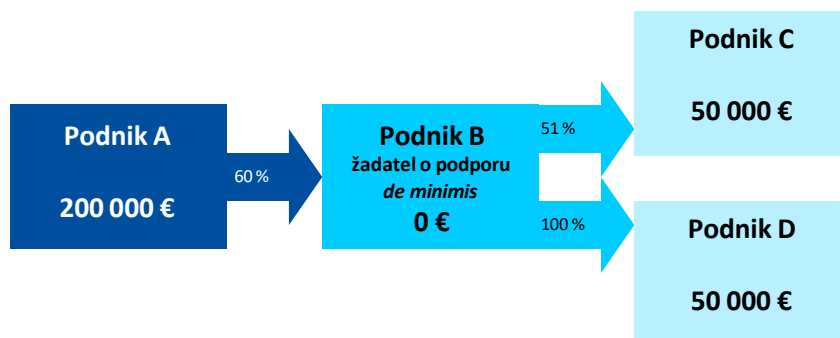 Podnik A
200 000 €
60 %
Podnik B
žadatel o podporu
de minimis
0 €
51 %
100 %
Podnik C
50 000 €
Podnik D
50 000 €